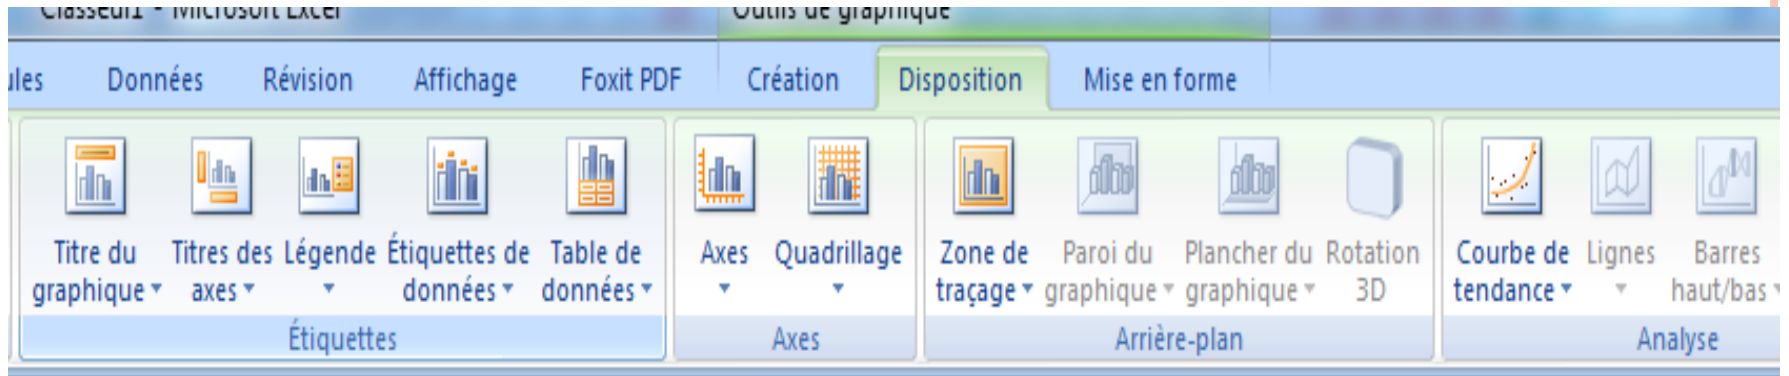 Classeur1 - Microsoft Excel Outils de graphique
Données Révision Affichage Foxit PDF Création Disposition Mise en forme
Titre du graphique
Titres des axes
Légende
Étiquettes de données
Table de données
Étiquettes
Axes
Quadrillage
Axes
Zone de traçage
Paroi du graphique
Plancher du graphique
Rotation 3D
Arrière-plan
Courbe de tendance
Lignes
Barres haut/bas
Analyse